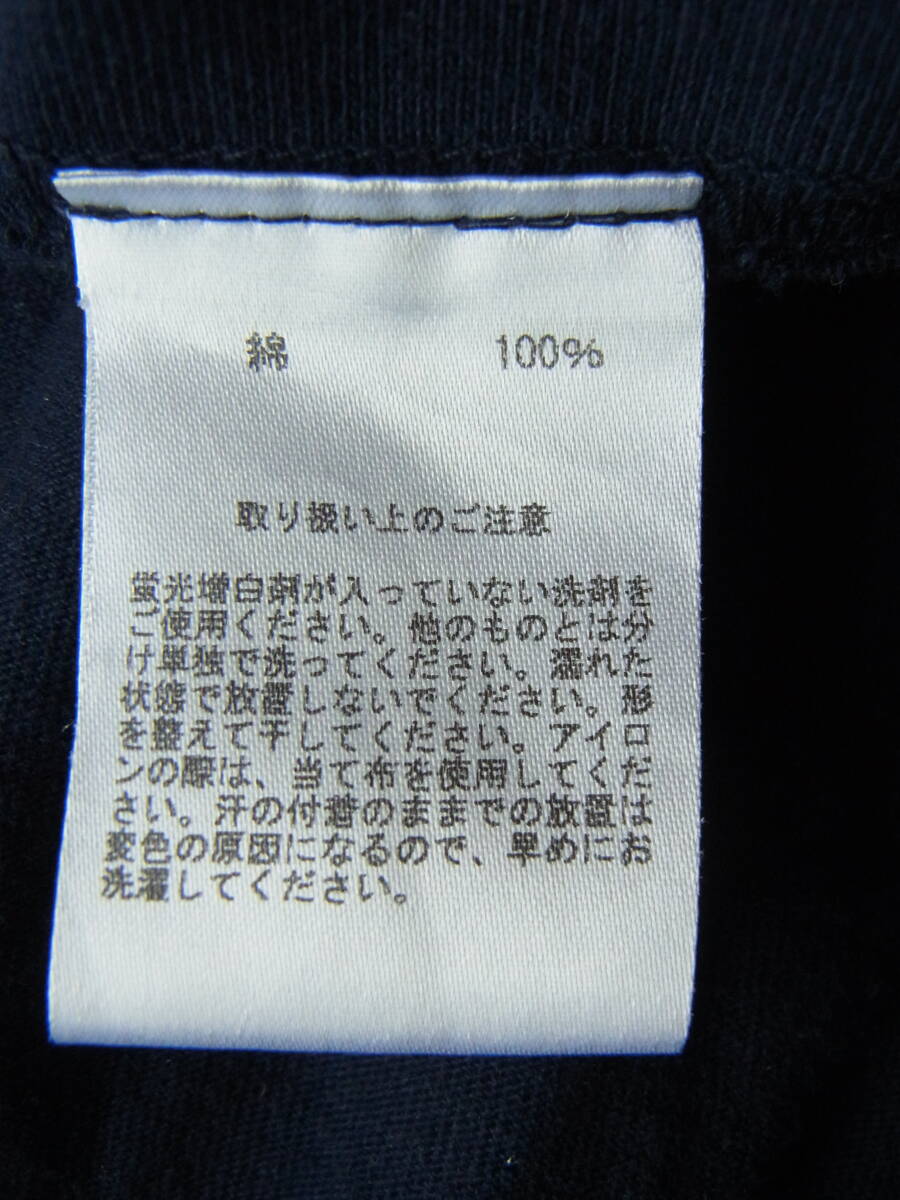 綿 100%
取り扱い上のご注意
蛍光増白剤が入っていない洗剤を
ご使用ください。他のものとは分
け単独で洗ってください。濡れた
状態で放置しないでください。形
を整えて干してください。アイロ
ンの際は、当て布を使用してくだ
さい。汗の付着のままでの放置は
変色の原因になるので、早めにお
洗濯してください。